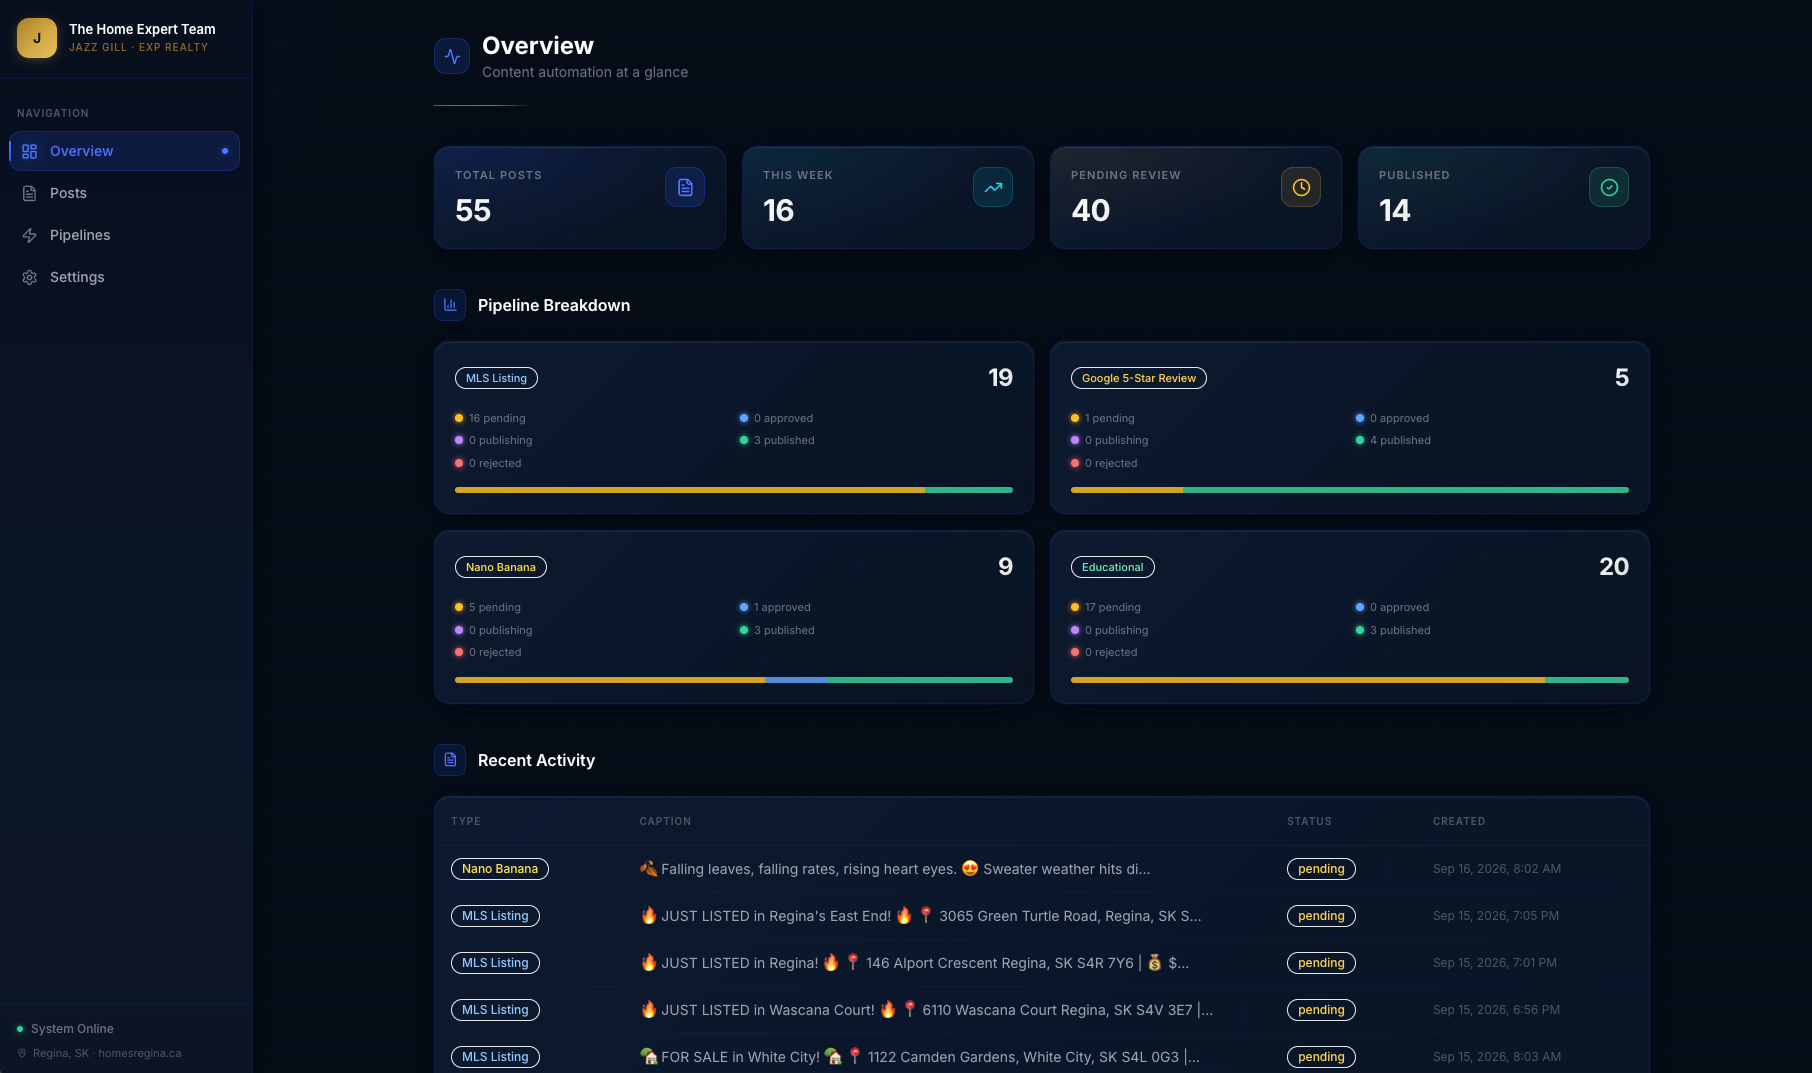 J
The Home Expert Team
JAZZ GILL · EXP REALTY
NAVIGATION
Overview
Posts
Pipelines
Settings
System Online
Regina, SK · homesregina.ca
Overview
Content automation at a glance
TOTAL POSTS
55
THIS WEEK
16
PENDING REVIEW
40
PUBLISHED
14
Pipeline Breakdown
MLS Listing 19
16 pending 0 approved
0 publishing 3 published
0 rejected
Google 5-Star Review 5
1 pending 0 approved
0 publishing 4 published
0 rejected
Nano Banana 9
5 pending 1 approved
0 publishing 3 published
0 rejected
Educational 20
17 pending 0 approved
0 publishing 3 published
0 rejected
Recent Activity
TYPE CAPTION STATUS CREATED
Nano Banana 🍂 Falling leaves, falling rates, rising heart eyes. 😍 Sweater weather hits di... pending Sep 16, 2026, 8:02 AM
MLS Listing 🔥 JUST LISTED in Regina's East End! 🔥 📍 3065 Green Turtle Road, Regina, SK S... pending Sep 15, 2026, 7:05 PM
MLS Listing 🔥 JUST LISTED in Regina! 🔥 📍 146 Alport Crescent Regina, SK S4R 7Y6 | 💰 $... pending Sep 15, 2026, 7:01 PM
MLS Listing 🔥 JUST LISTED in Wascana Court! 🔥 📍 6110 Wascana Court Regina, SK S4V 3E7 |... pending Sep 15, 2026, 6:56 PM
MLS Listing 🏡 FOR SALE in White City! 🏡 📍 1122 Camden Gardens, White City, SK S4L 0G3 |... pending Sep 15, 2026, 8:03 AM